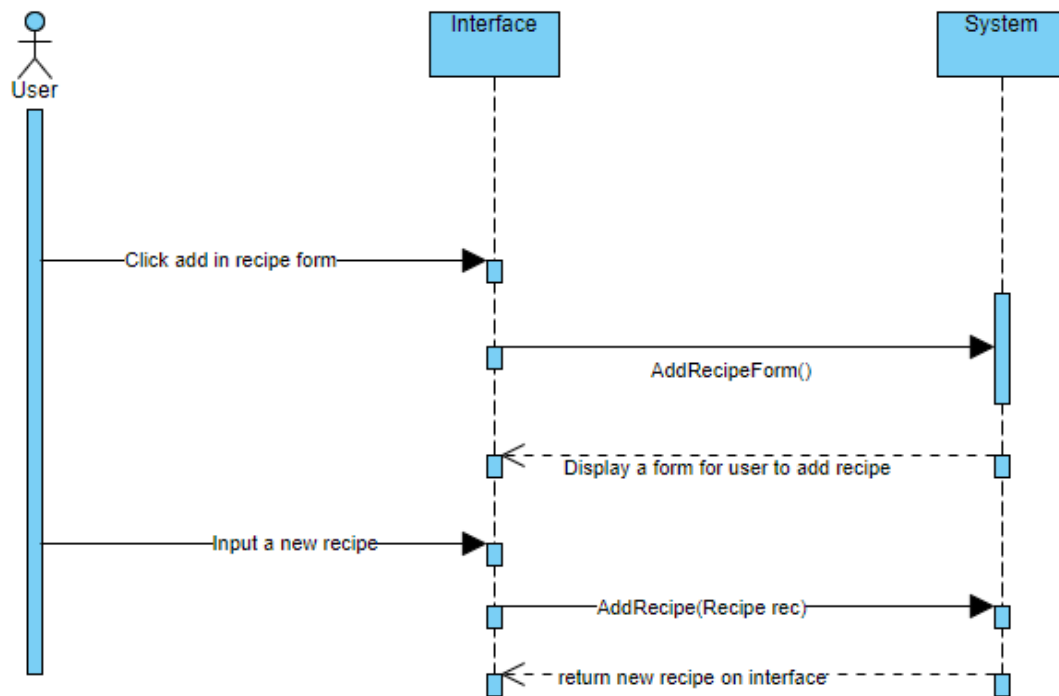 Interface
System
User
Click add in recipe form
AddRecipeForm()
Display a form for user to add recipe
Input a new recipe
AddRecipe(Recipe rec)
return new recipe on interface